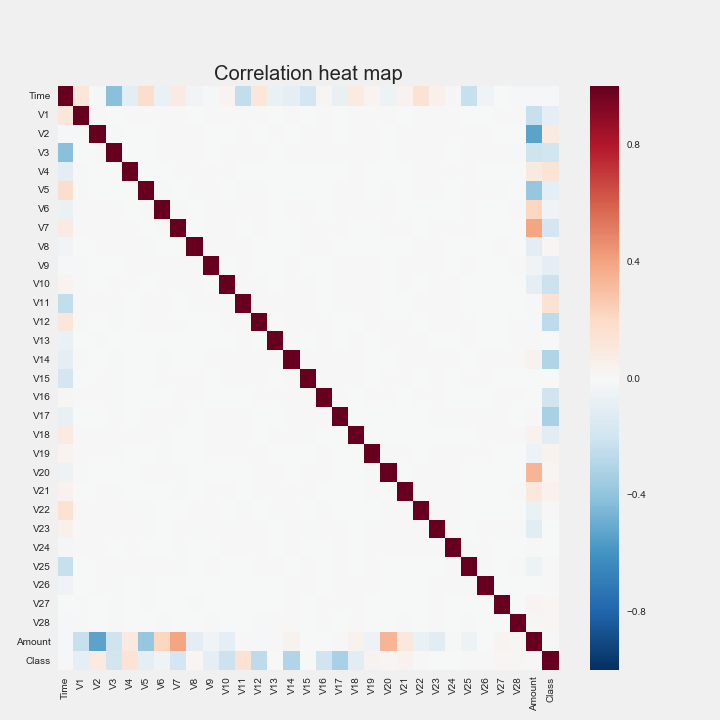 Correlation heat map
Time
V1
V2
V3
V4
V5
V6
V7
V8
V9
V10
V11
V12
V13
V14
V15
V16
V17
V18
V19
V20
V21
V22
V23
V24
V25
V26
V27
V28
Amount
Class
Time V1 V2 V3 V4 V5 V6 V7 V8 V9 V10 V11 V12 V13 V14 V15 V16 V17 V18 V19 V20 V21 V22 V23 V24 V25 V26 V27 V28 Amount Class
0.8
0.4
0.0
−0.4
−0.8